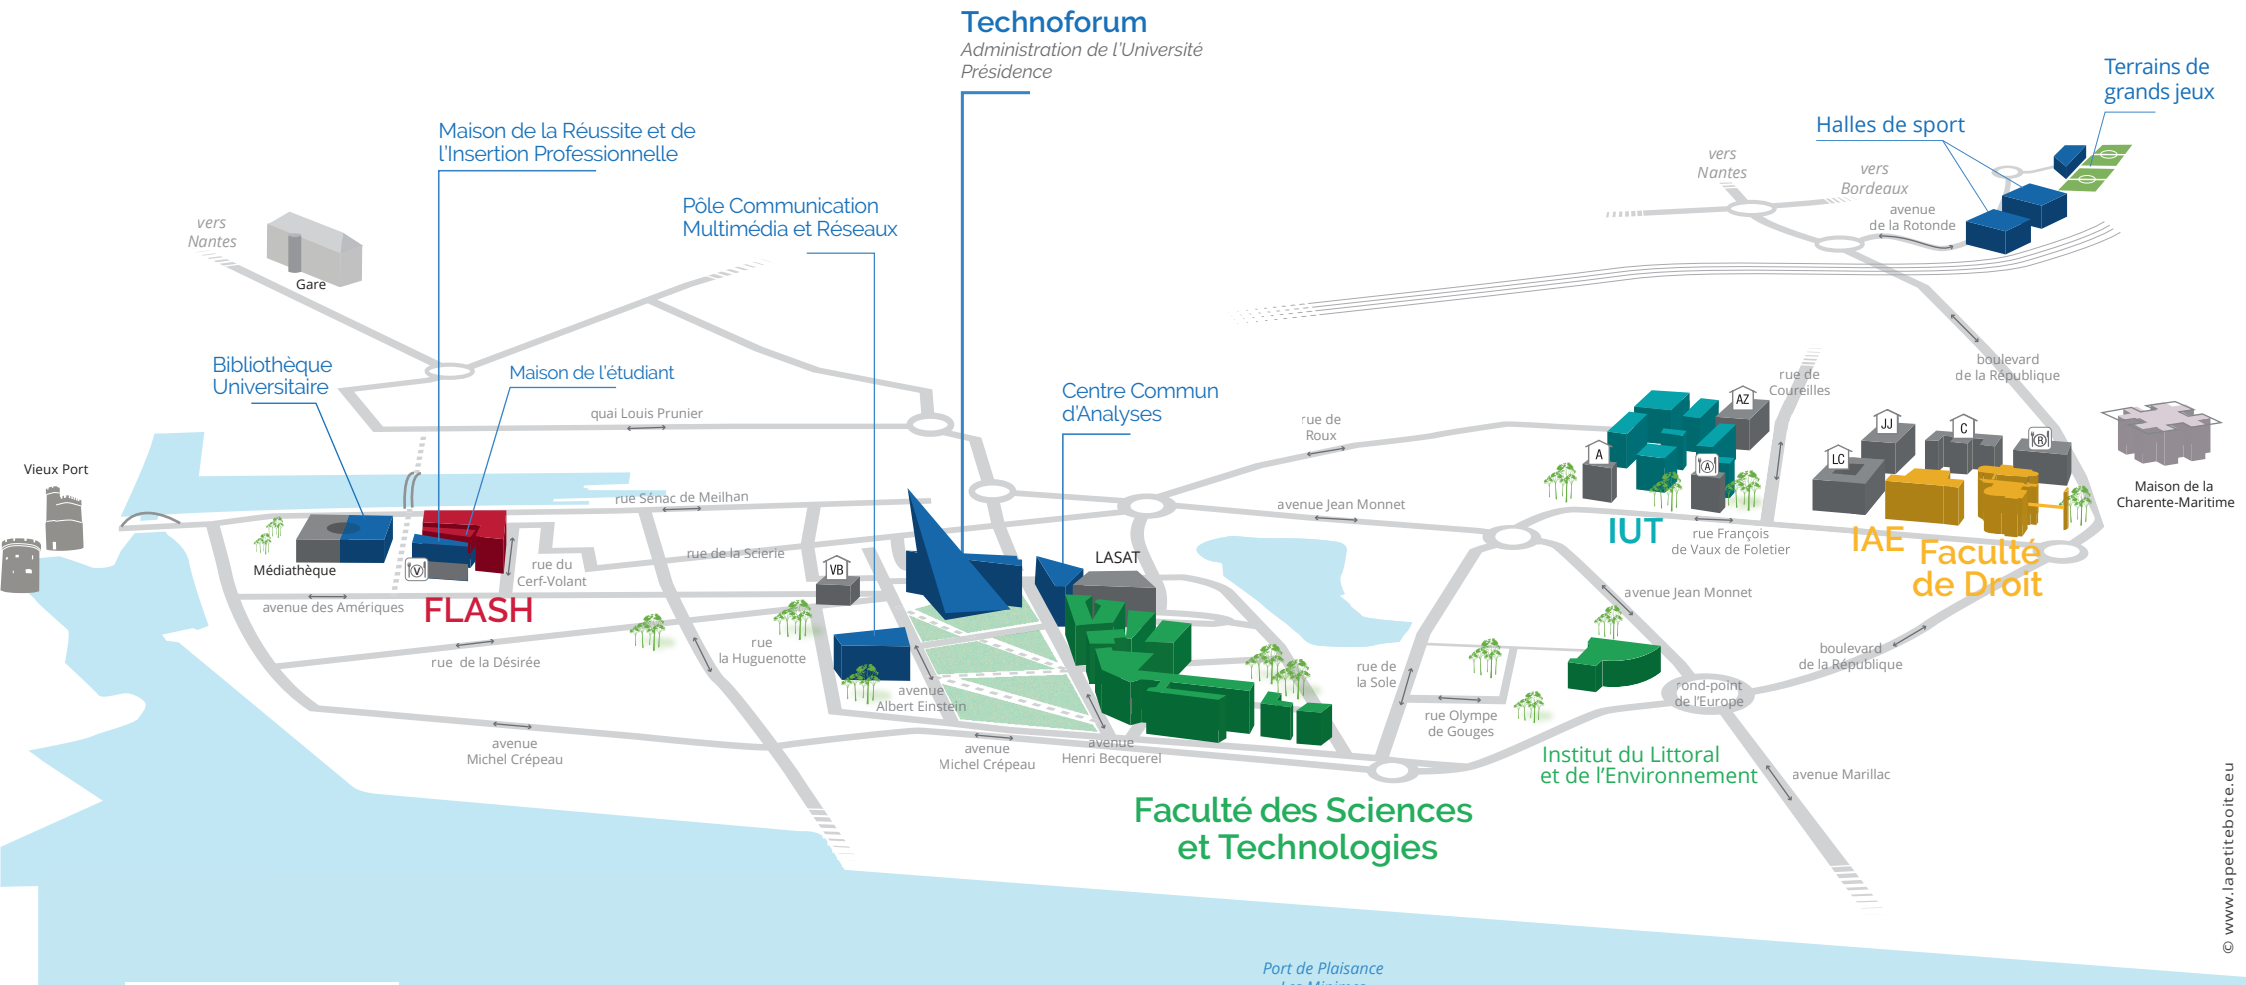 Technoforum
Administration de l'Université
Présidence
Terrains de
grands jeux
Halles de sport
Maison de la Réussite et de
l'Insertion Professionnelle
vers
Nantes
vers
Bordeaux
avenue
de la Rotonde
Pôle Communication
Multimédia et Réseaux
vers
Nantes
Gare
Bibliothèque
Universitaire
Maison de l'étudiant
quai Louis Prunier
Centre Commun
d'Analyses
rue de
Roux
rue de
Coureilles
boulevard
de la République
AZ
A
A
JJ
C
LC
R
Maison de la
Charente-Maritime
Vieux Port
rue Sénac de Meilhan
avenue Jean Monnet
IUT
rue François
de Vaux de Foletier
IAE
Faculté
de Droit
Médiathèque
V
rue du
Cerf-Volant
rue de la Scierie
VB
LASAT
avenue des Amériques
FLASH
avenue Jean Monnet
rue de la Désirée
rue
la Huguenotte
avenue
Albert Einstein
rue de
la Sole
boulevard
de la République
rond-point
de l'Europe
rue Olympe
de Gouges
avenue
Michel Crépeau
avenue
Michel Crépeau
avenue
Henri Becquerel
Institut du Littoral
et de l'Environnement
avenue Marillac
Faculté des Sciences
et Technologies
© www.lapetiteboite.eu
Port de Plaisance
Les Minimes